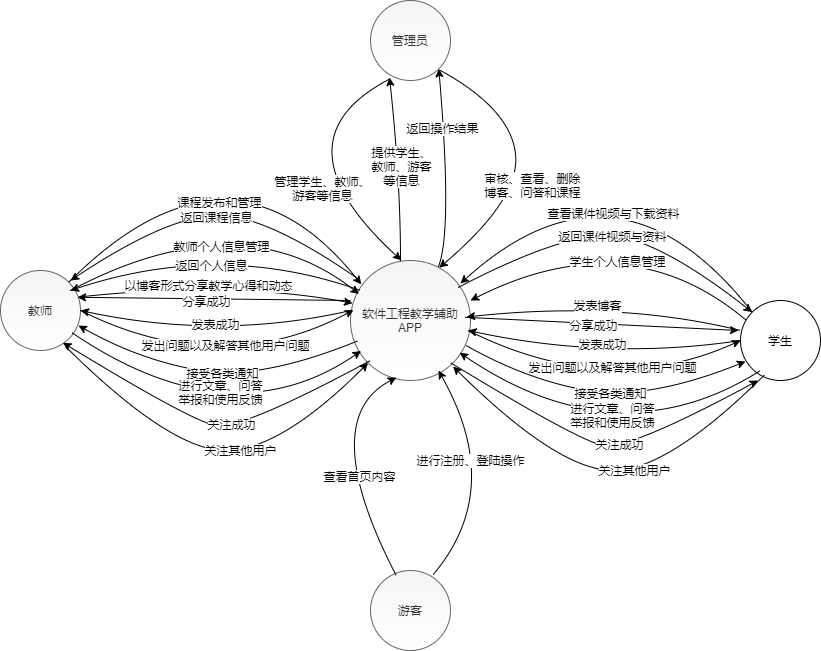 管理员
返回操作结果
提供学生、
教师、游客
等信息
管理学生、教师、
游客等信息
审核、查看、删除
博客、问答和课程
课程发布和管理
返回课程信息
教师个人信息管理
返回个人信息
以博客形式分享教学心得和动态
分享成功
发表成功
发出问题以及解答其他用户问题
接受各类通知
进行文章、问答
举报和使用反馈
关注成功
关注其他用户
教师
软件工程教学辅助
APP
查看课件视频与下载资料
返回课件视频与资料
学生个人信息管理
发表博客
分享成功
发表成功
发出问题以及解答其他用户问题
接受各类通知
进行文章、问答
举报和使用反馈
关注成功
关注其他用户
学生
查看首页内容
进行注册、登陆操作
游客